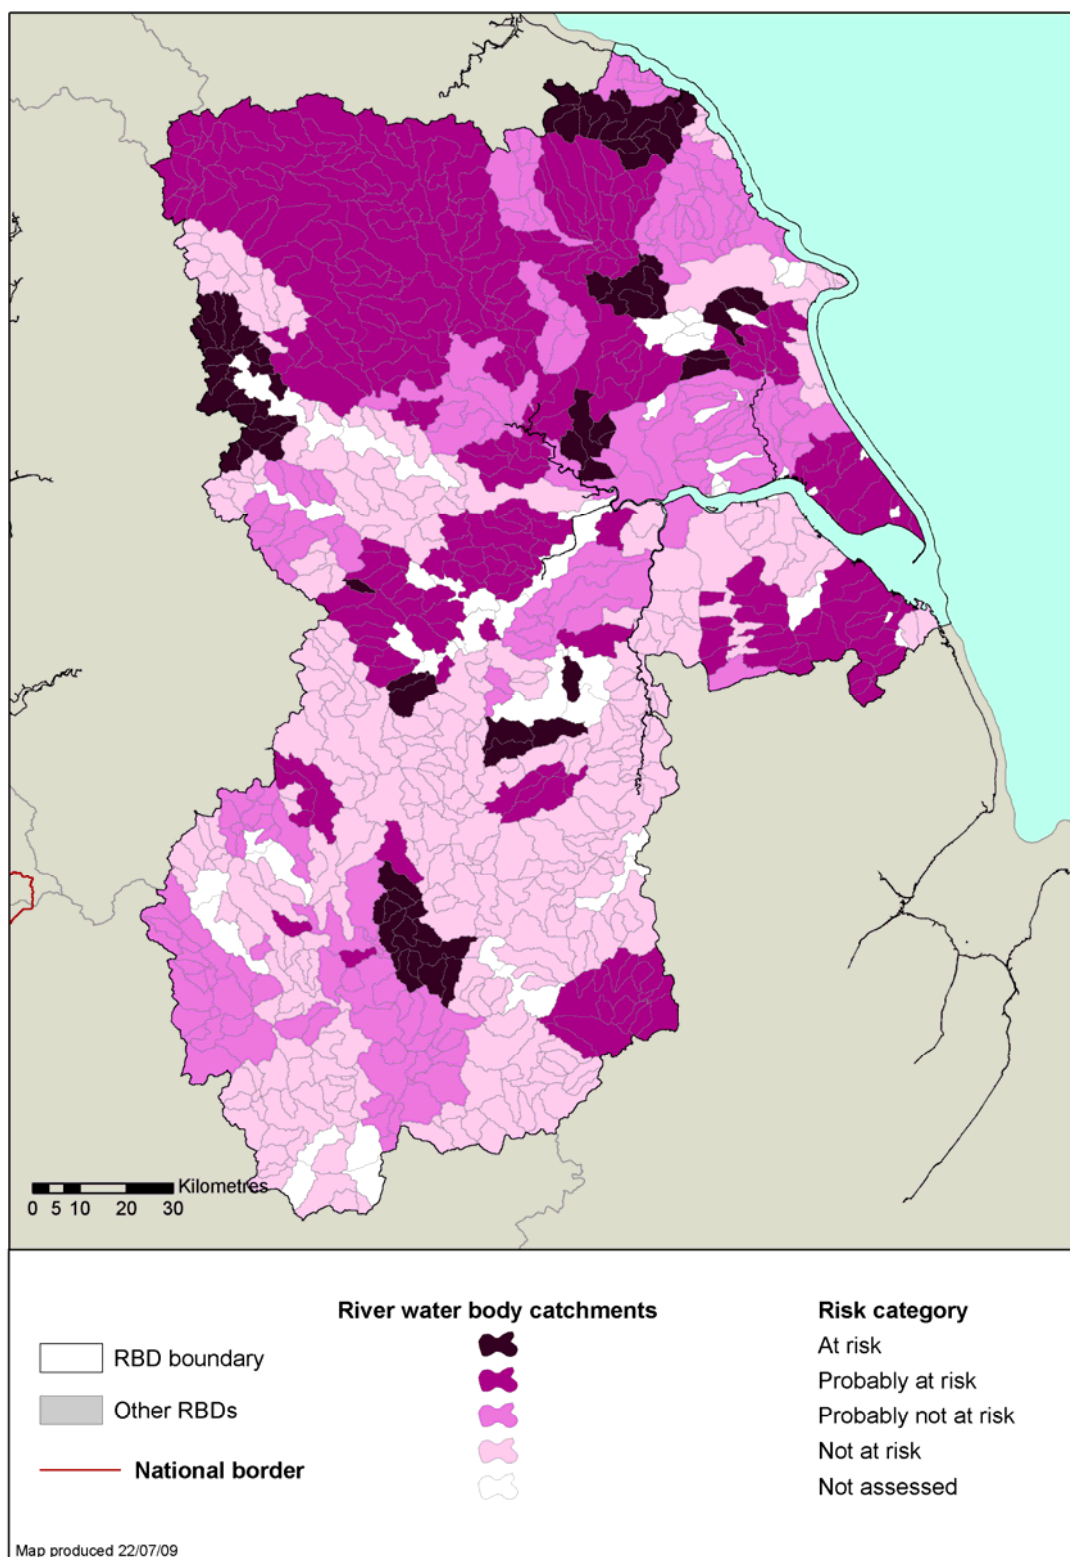 Kilometres
0 5 10 20 30
River water body catchments
Risk category
At risk
RBD boundary
Probably at risk
Other RBDs
Probably not at risk
National border
Not at risk
Not assessed
Map produced 22/07/09